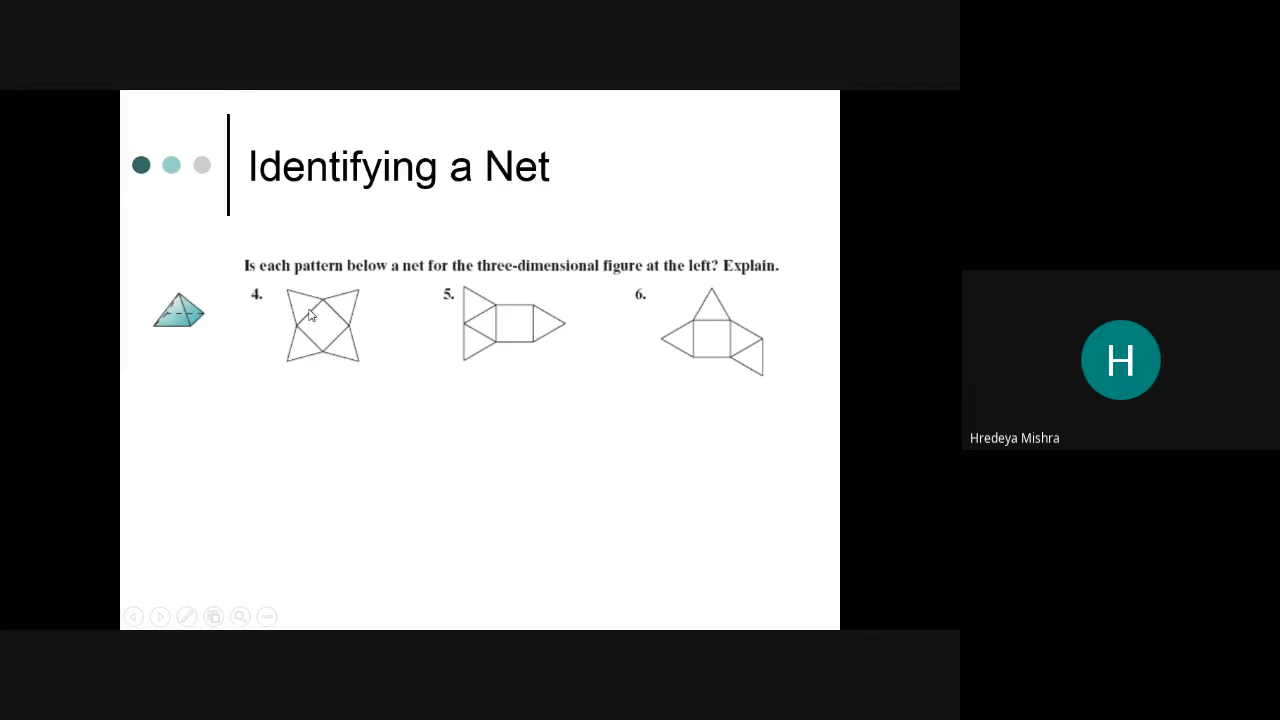 Identifying a Net
Is each pattern below a net for the three-dimensional figure at the left? Explain.
4.
5.
6.
H
Hredeya Mishra